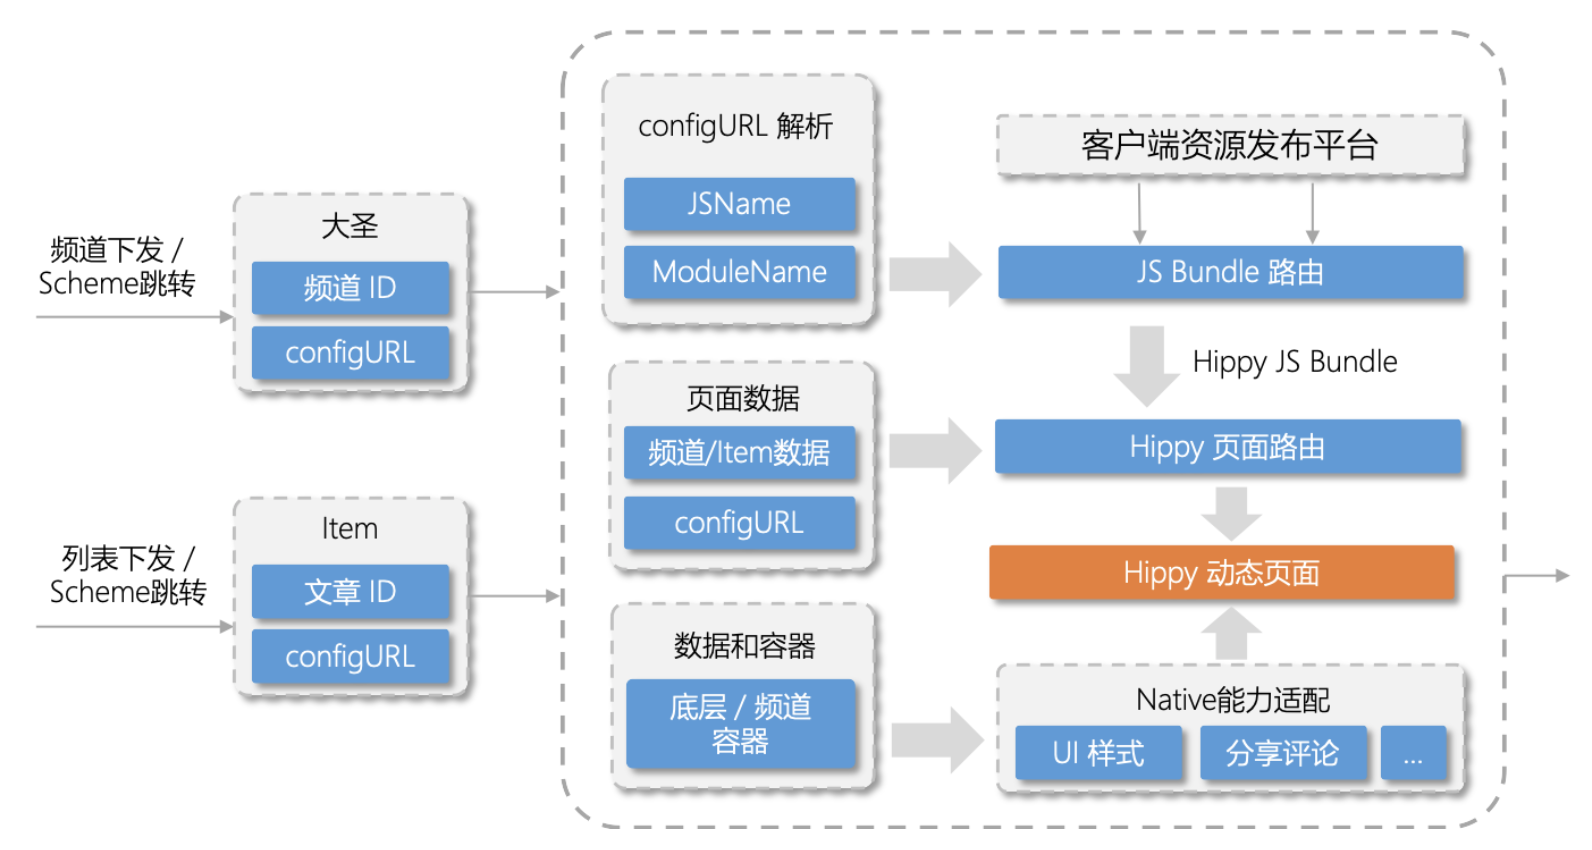 频道下发 /
Scheme跳转
大圣
频道 ID
configURL
列表下发 /
Scheme跳转
Item
文章 ID
configURL
configURL 解析
JSName
ModuleName
页面数据
频道/Item数据
configURL
数据和容器
底层 / 频道
容器
客户端资源发布平台
JS Bundle 路由
Hippy JS Bundle
Hippy 页面路由
Hippy 动态页面
Native能力适配
UI 样式
分享评论
...